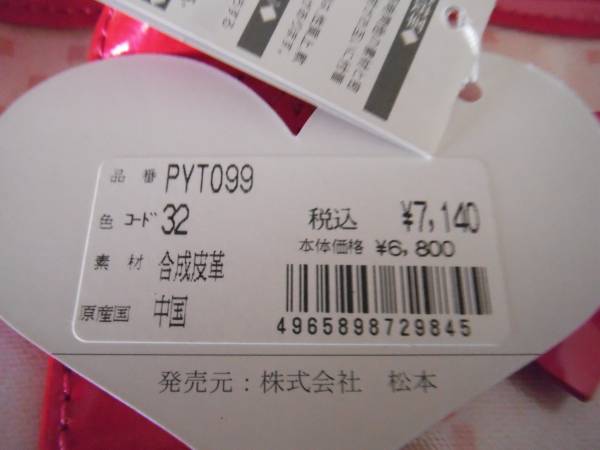 品番 PYT099
色コード 32
税込 ¥7,140
素材 合成皮革
本体価格 ¥6,800
原産国 中国
4965898729845
発売元:株式会社 松本